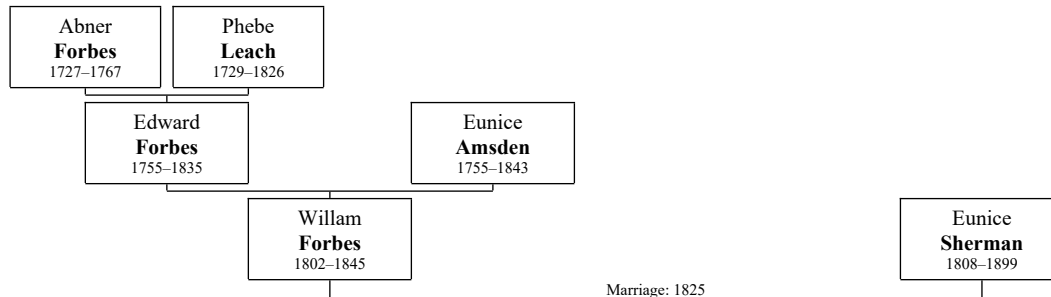 Abner
Forbes
1727–1767
Phebe
Leach
1729–1826
Edward
Forbes
1755–1835
Eunice
Amsden
1755–1843
Willam
Forbes
1802–1845
Eunice
Sherman
1808–1899
Marriage: 1825